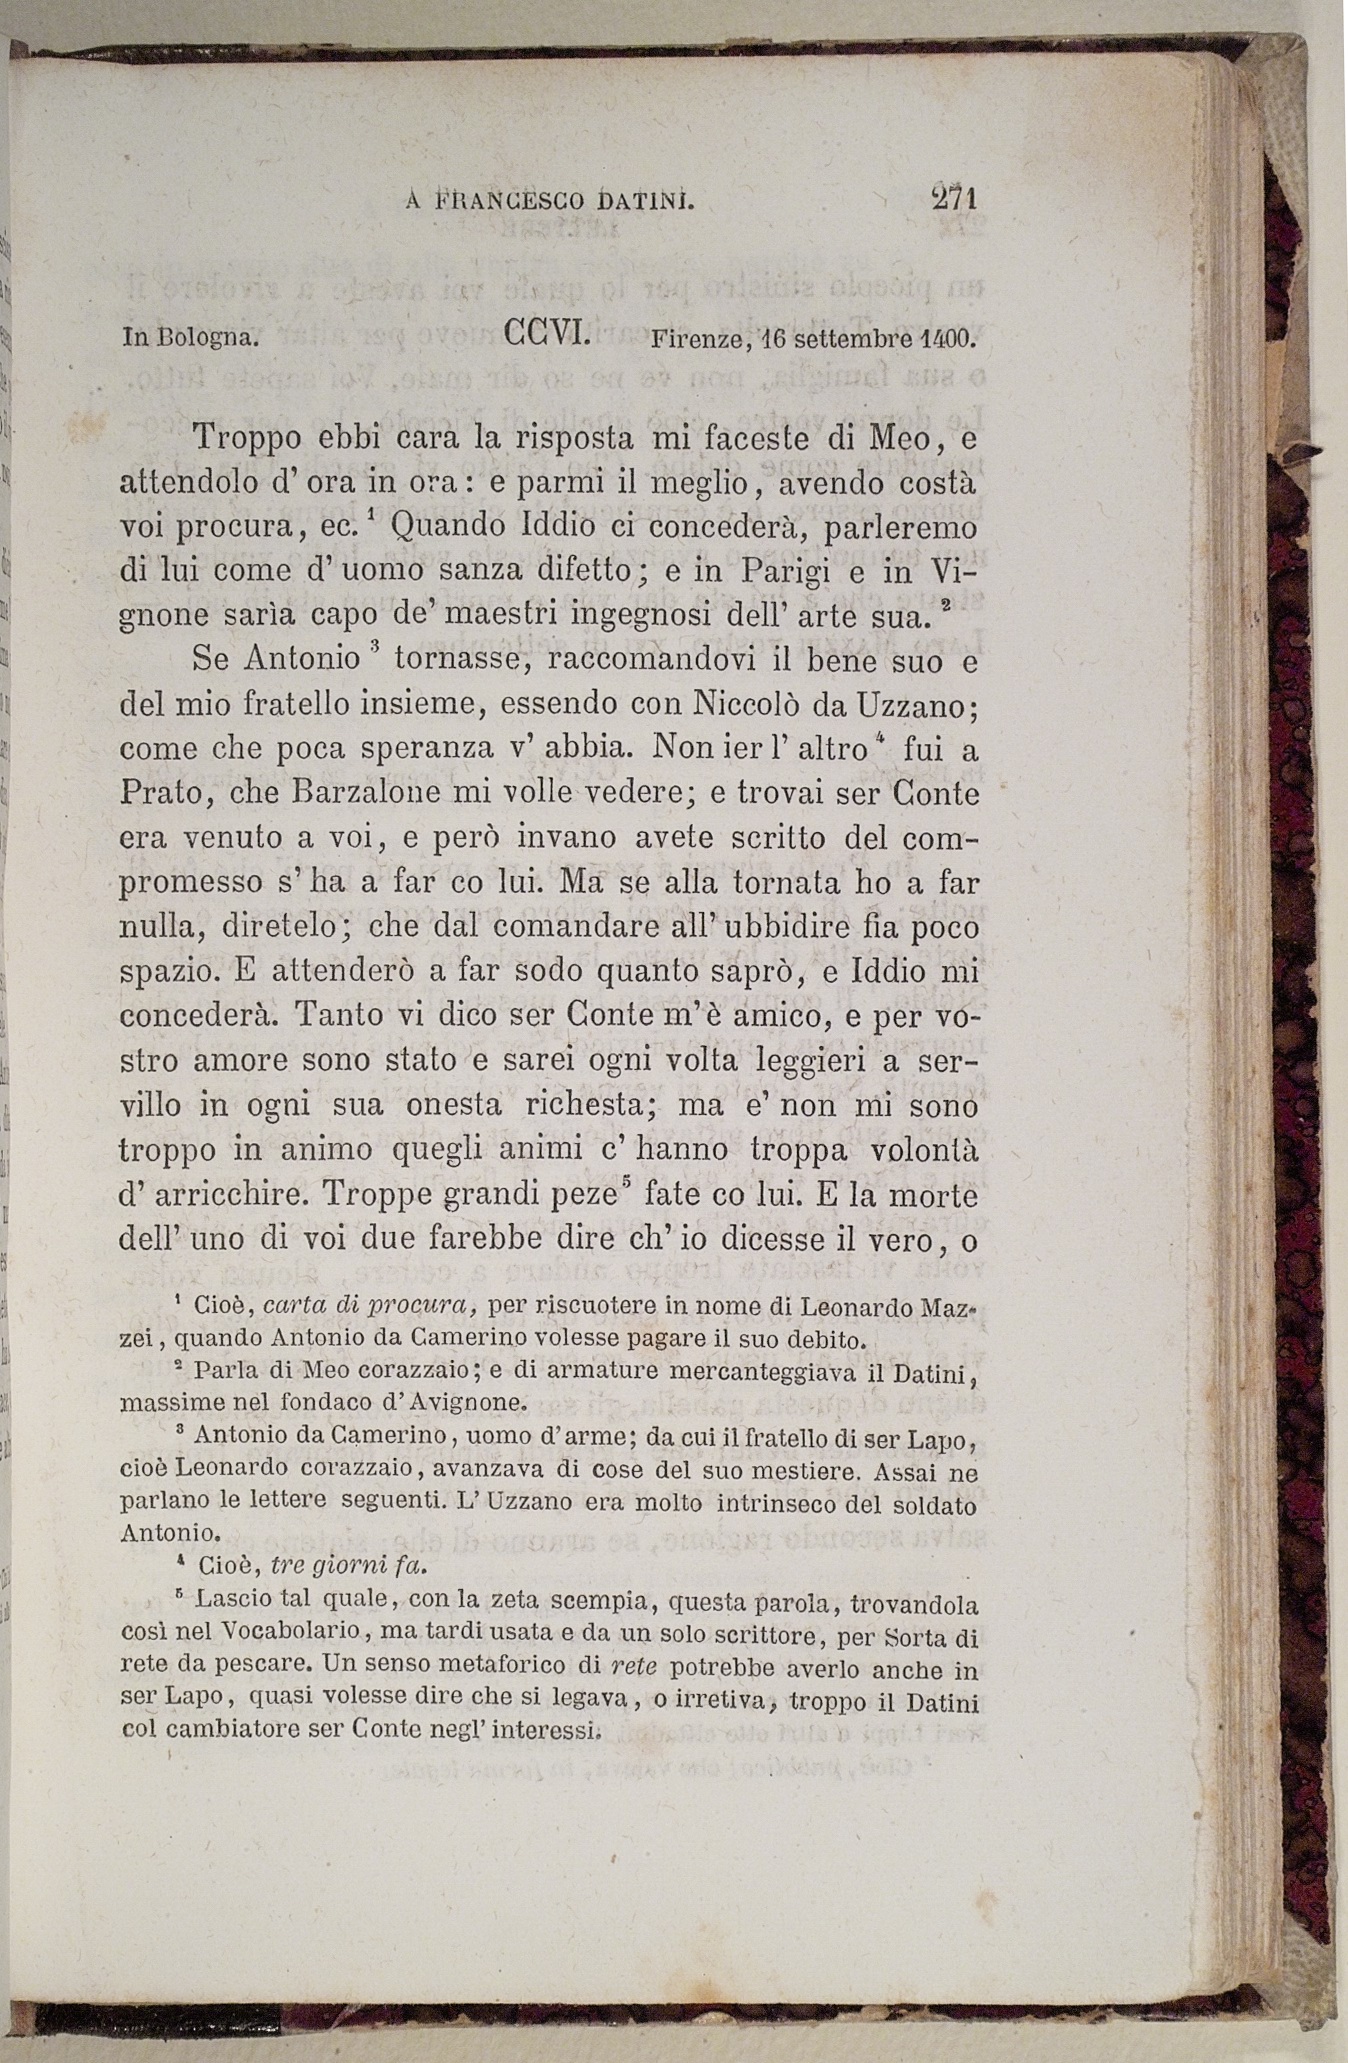 A FRANCESCO DATINI. 271
In Bologna. CCVI. Firenze, 16 settembre 1400.
Troppo ebbi cara la risposta mi faceste di Meo, e
attendolo d' ora in ora: e parmi il meglio, avendo costà
voi procura, ec.¹ Quando Iddio ci concederà, parleremo
di lui come d' uomo sanza difetto; e in Parigi e in Vi-
gnone sarìa capo de' maestri ingegnosi dell' arte sua.²
Se Antonio³ tornasse, raccomandovi il bene suo e
del mio fratello insieme, essendo con Niccolò da Uzzano;
come che poca speranza v' abbia. Non ier l' altro⁴ fui a
Prato, che Barzalone mi volle vedere; e trovai ser Conte
era venuto a voi, e però invano avete scritto del com-
promesso s' ha a far co lui. Ma se alla tornata ho a far
nulla, diretelo; che dal comandare all' ubbidire fia poco
spazio. E attenderò a far sodo quanto saprò, e Iddio mi
concederà. Tanto vi dico ser Conte m' è amico, e per vo-
stro amore sono stato e sarei ogni volta leggieri a ser-
villo in ogni sua onesta richesta; ma e' non mi sono
troppo in animo quegli animi c' hanno troppa volontà
d' arricchire. Troppe grandi peze⁵ fate co lui. E la morte
dell' uno di voi due farebbe dire ch' io dicesse il vero, o
¹ Cioè, carta di procura, per riscuotere in nome di Leonardo Maz-
zei, quando Antonio da Camerino volesse pagare il suo debito.
² Parla di Meo corazzaio; e di armature mercanteggiava il Datini,
massime nel fondaco d' Avignone.
³ Antonio da Camerino, uomo d' arme; da cui il fratello di ser Lapo,
cioè Leonardo corazzaio, avanzava di cose del suo mestiere. Assai ne
parlano le lettere seguenti. L' Uzzano era molto intrinseco del soldato
Antonio.
⁴ Cioè, tre giorni fa.
⁵ Lascio tal quale, con la zeta scempia, questa parola, trovandola
così nel Vocabolario, ma tardi usata e da un solo scrittore, per Sorta di
rete da pescare. Un senso metaforico di rete potrebbe averlo anche in
ser Lapo, quasi volesse dire che si legava, o irretiva, troppo il Datini
col cambiatore ser Conte negl' interessi.